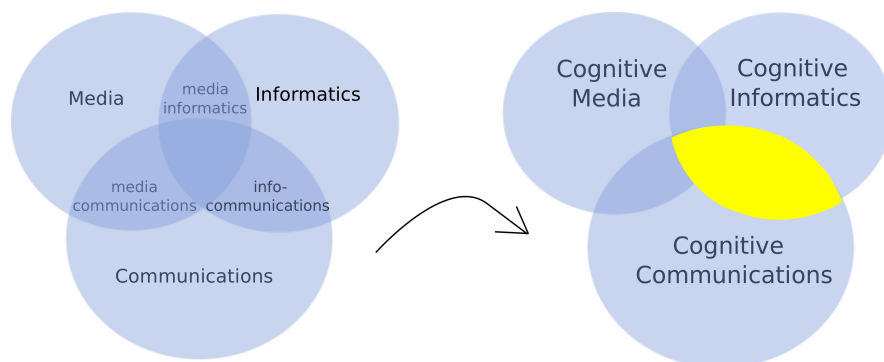 Media
media
informatics
Informatics
media
communications
info-
communications
Communications
Cognitive
Media
Cognitive
Informatics
Cognitive
Communications